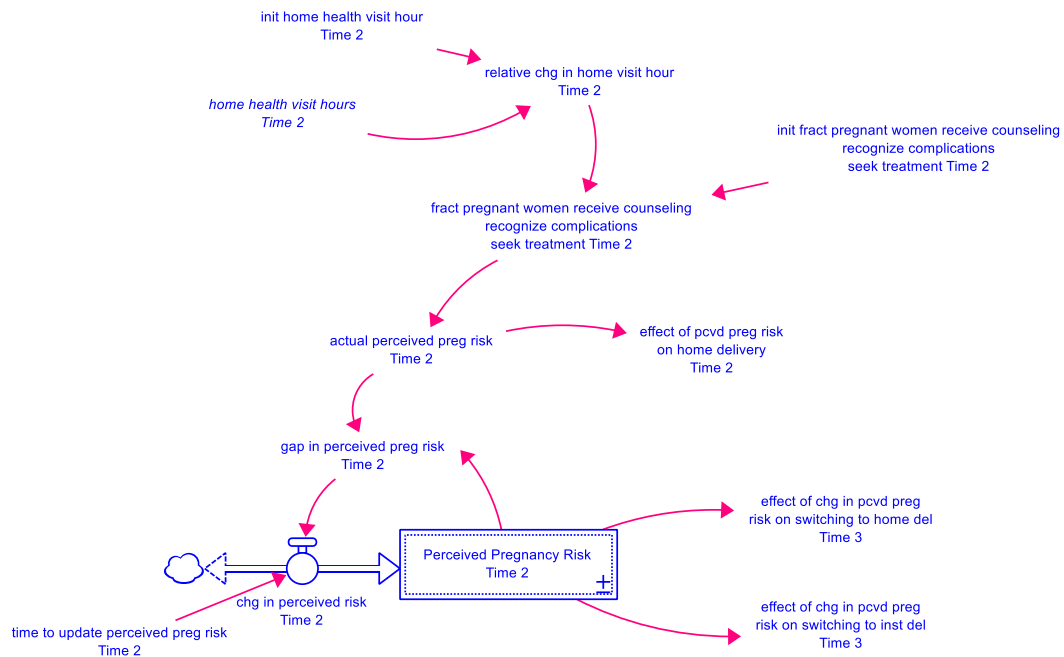 init home health visit hour
Time 2
relative chg in home visit hour
Time 2
home health visit hours
Time 2
init fract pregnant women receive counseling
recognize complications
seek treatment Time 2
fract pregnant women receive counseling
recognize complications
seek treatment Time 2
actual perceived preg risk
Time 2
effect of pcvd preg risk
on home delivery
Time 2
gap in perceived preg risk
Time 2
effect of chg in pcvd preg
risk on switching to home del
Time 3
Perceived Pregnancy Risk
Time 2
chg in perceived risk
Time 2
effect of chg in pcvd preg
risk on switching to inst del
Time 3
time to update perceived preg risk
Time 2